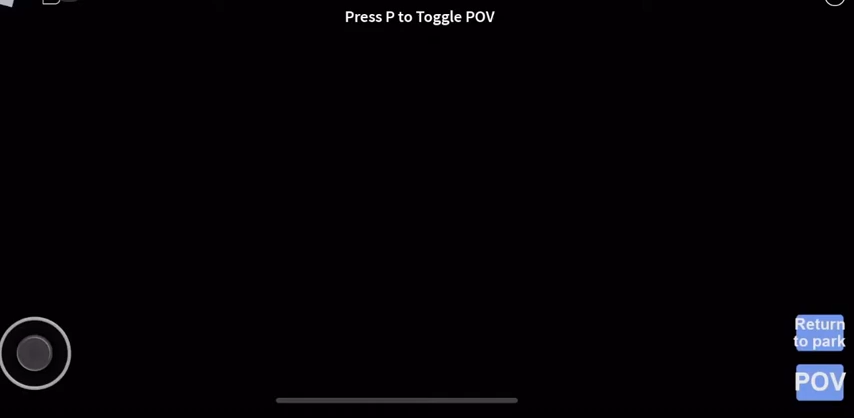 Press P to Toggle POV
Return
to park
POV